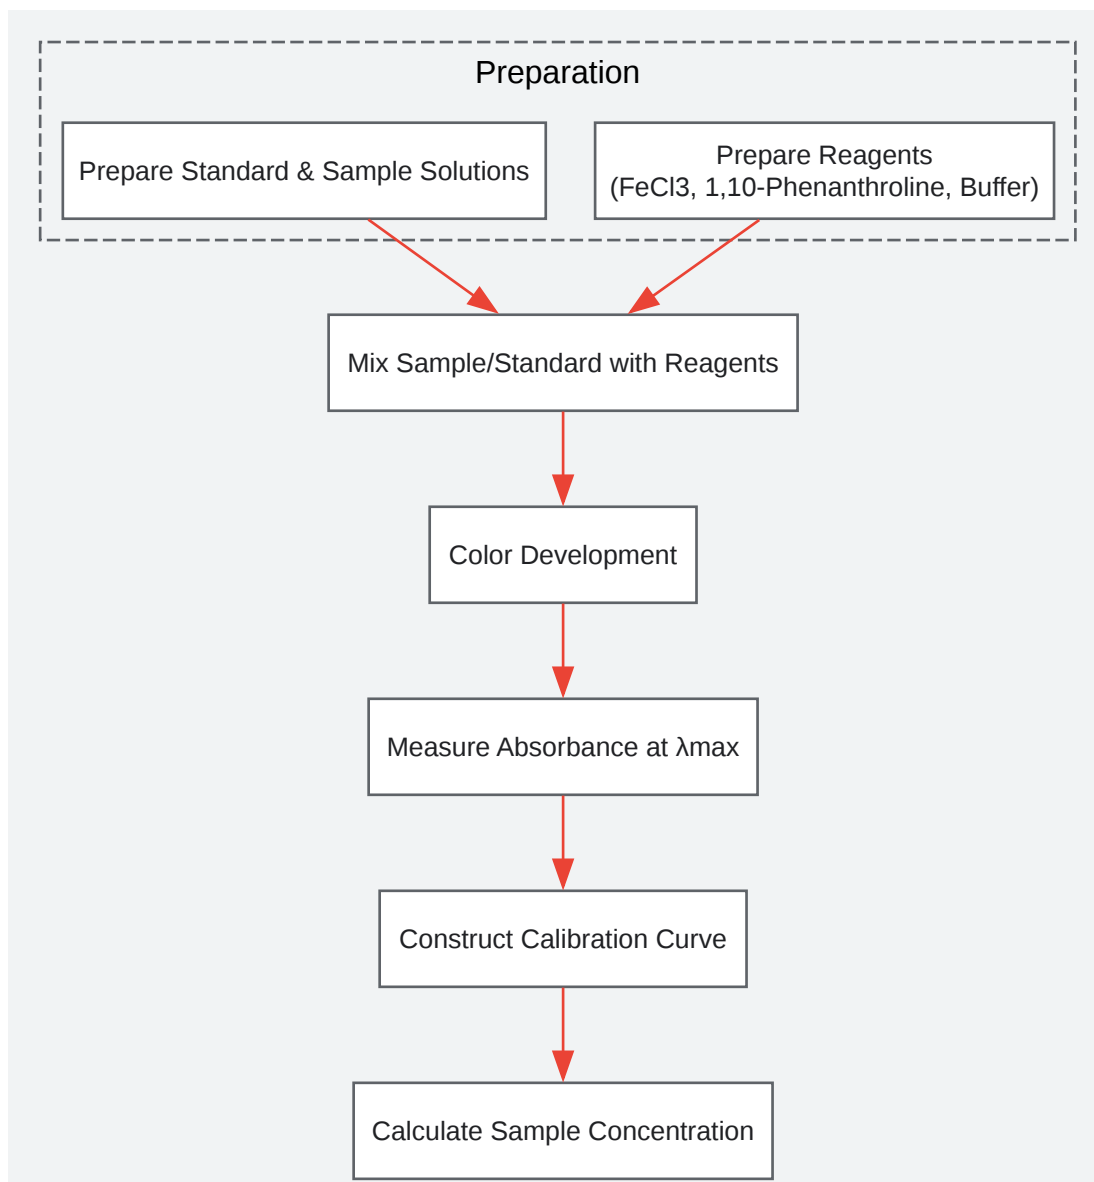 Preparation
Prepare Standard & Sample Solutions
Prepare Reagents
(FeCl3, 1,10-Phenanthroline, Buffer)
Mix Sample/Standard with Reagents
Color Development
Measure Absorbance at λmax
Construct Calibration Curve
Calculate Sample Concentration